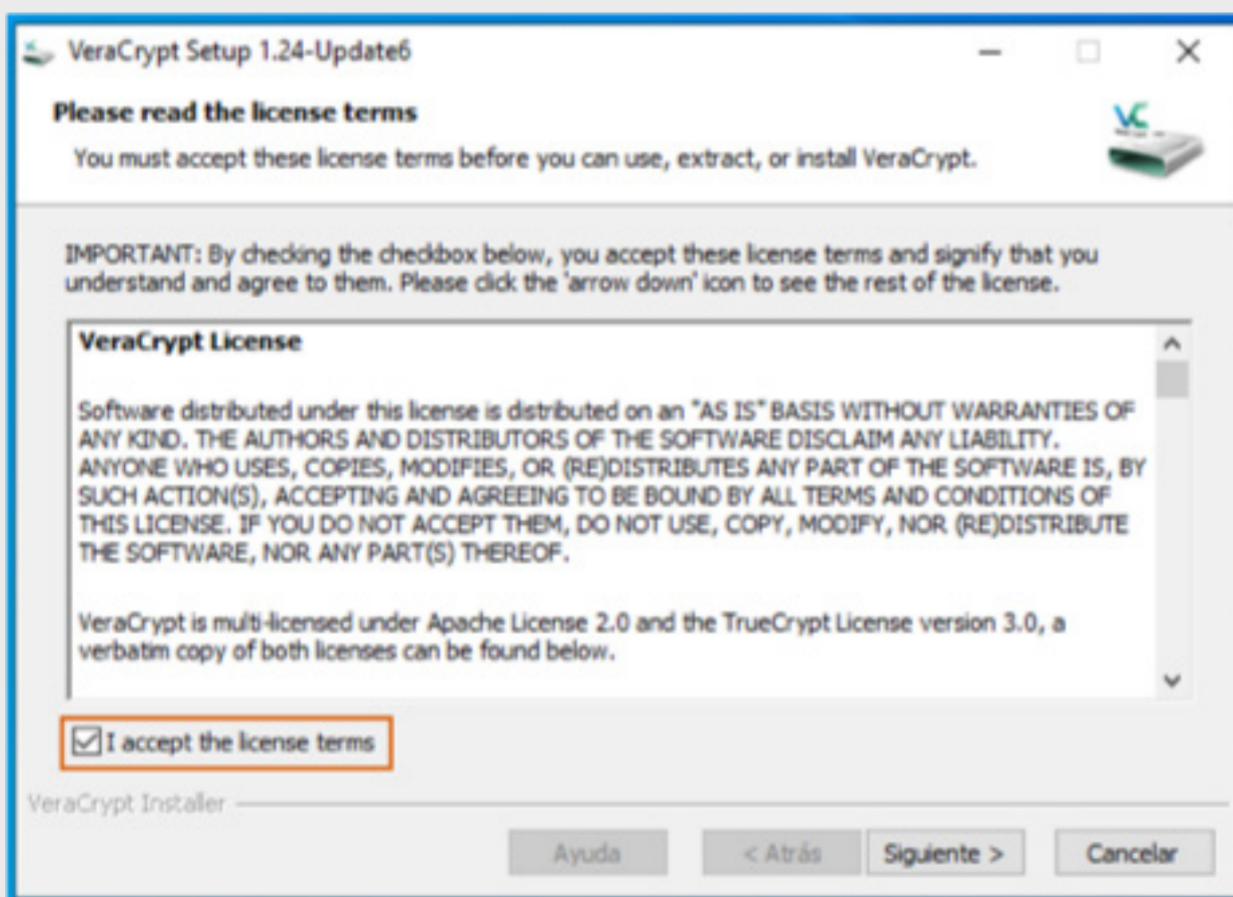 VeraCrypt Setup 1.24-Update6
Please read the license terms
You must accept these license terms before you can use, extract, or install VeraCrypt.
VC
IMPORTANT: By checking the checkbox below, you accept these license terms and signify that you
understand and agree to them. Please click the 'arrow down' icon to see the rest of the license.
VeraCrypt License
Software distributed under this license is distributed on an "AS IS" BASIS WITHOUT WARRANTIES OF
ANY KIND. THE AUTHORS AND DISTRIBUTORS OF THE SOFTWARE DISCLAIM ANY LIABILITY.
ANYONE WHO USES, COPIES, MODIFIES, OR (RE)DISTRIBUTES ANY PART OF THE SOFTWARE IS, BY
SUCH ACTION(S), ACCEPTING AND AGREEING TO BE BOUND BY ALL TERMS AND CONDITIONS OF
THIS LICENSE. IF YOU DO NOT ACCEPT THEM, DO NOT USE, COPY, MODIFY, NOR (RE)DISTRIBUTE
THE SOFTWARE, NOR ANY PART(S) THEREOF.
VeraCrypt is multi-licensed under Apache License 2.0 and the TrueCrypt License version 3.0, a
verbatim copy of both licenses can be found below.
I accept the license terms
VeraCrypt Installer
Ayuda < Atrás Siguiente > Cancelar